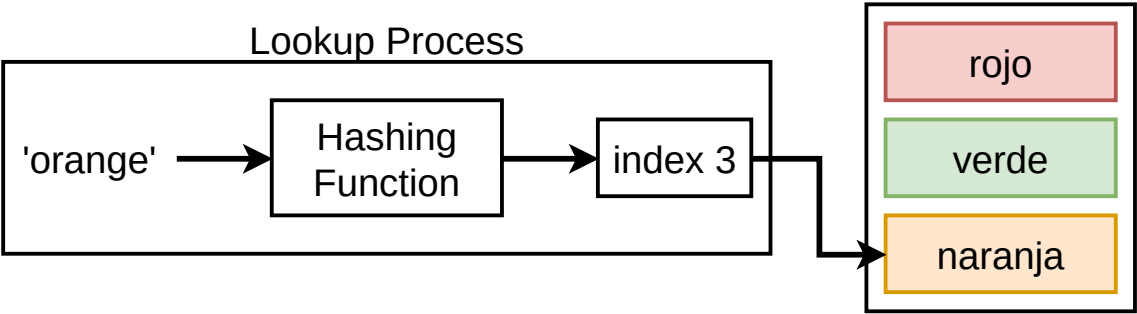 Lookup Process
'orange'
Hashing
Function
index 3
rojo
verde
naranja